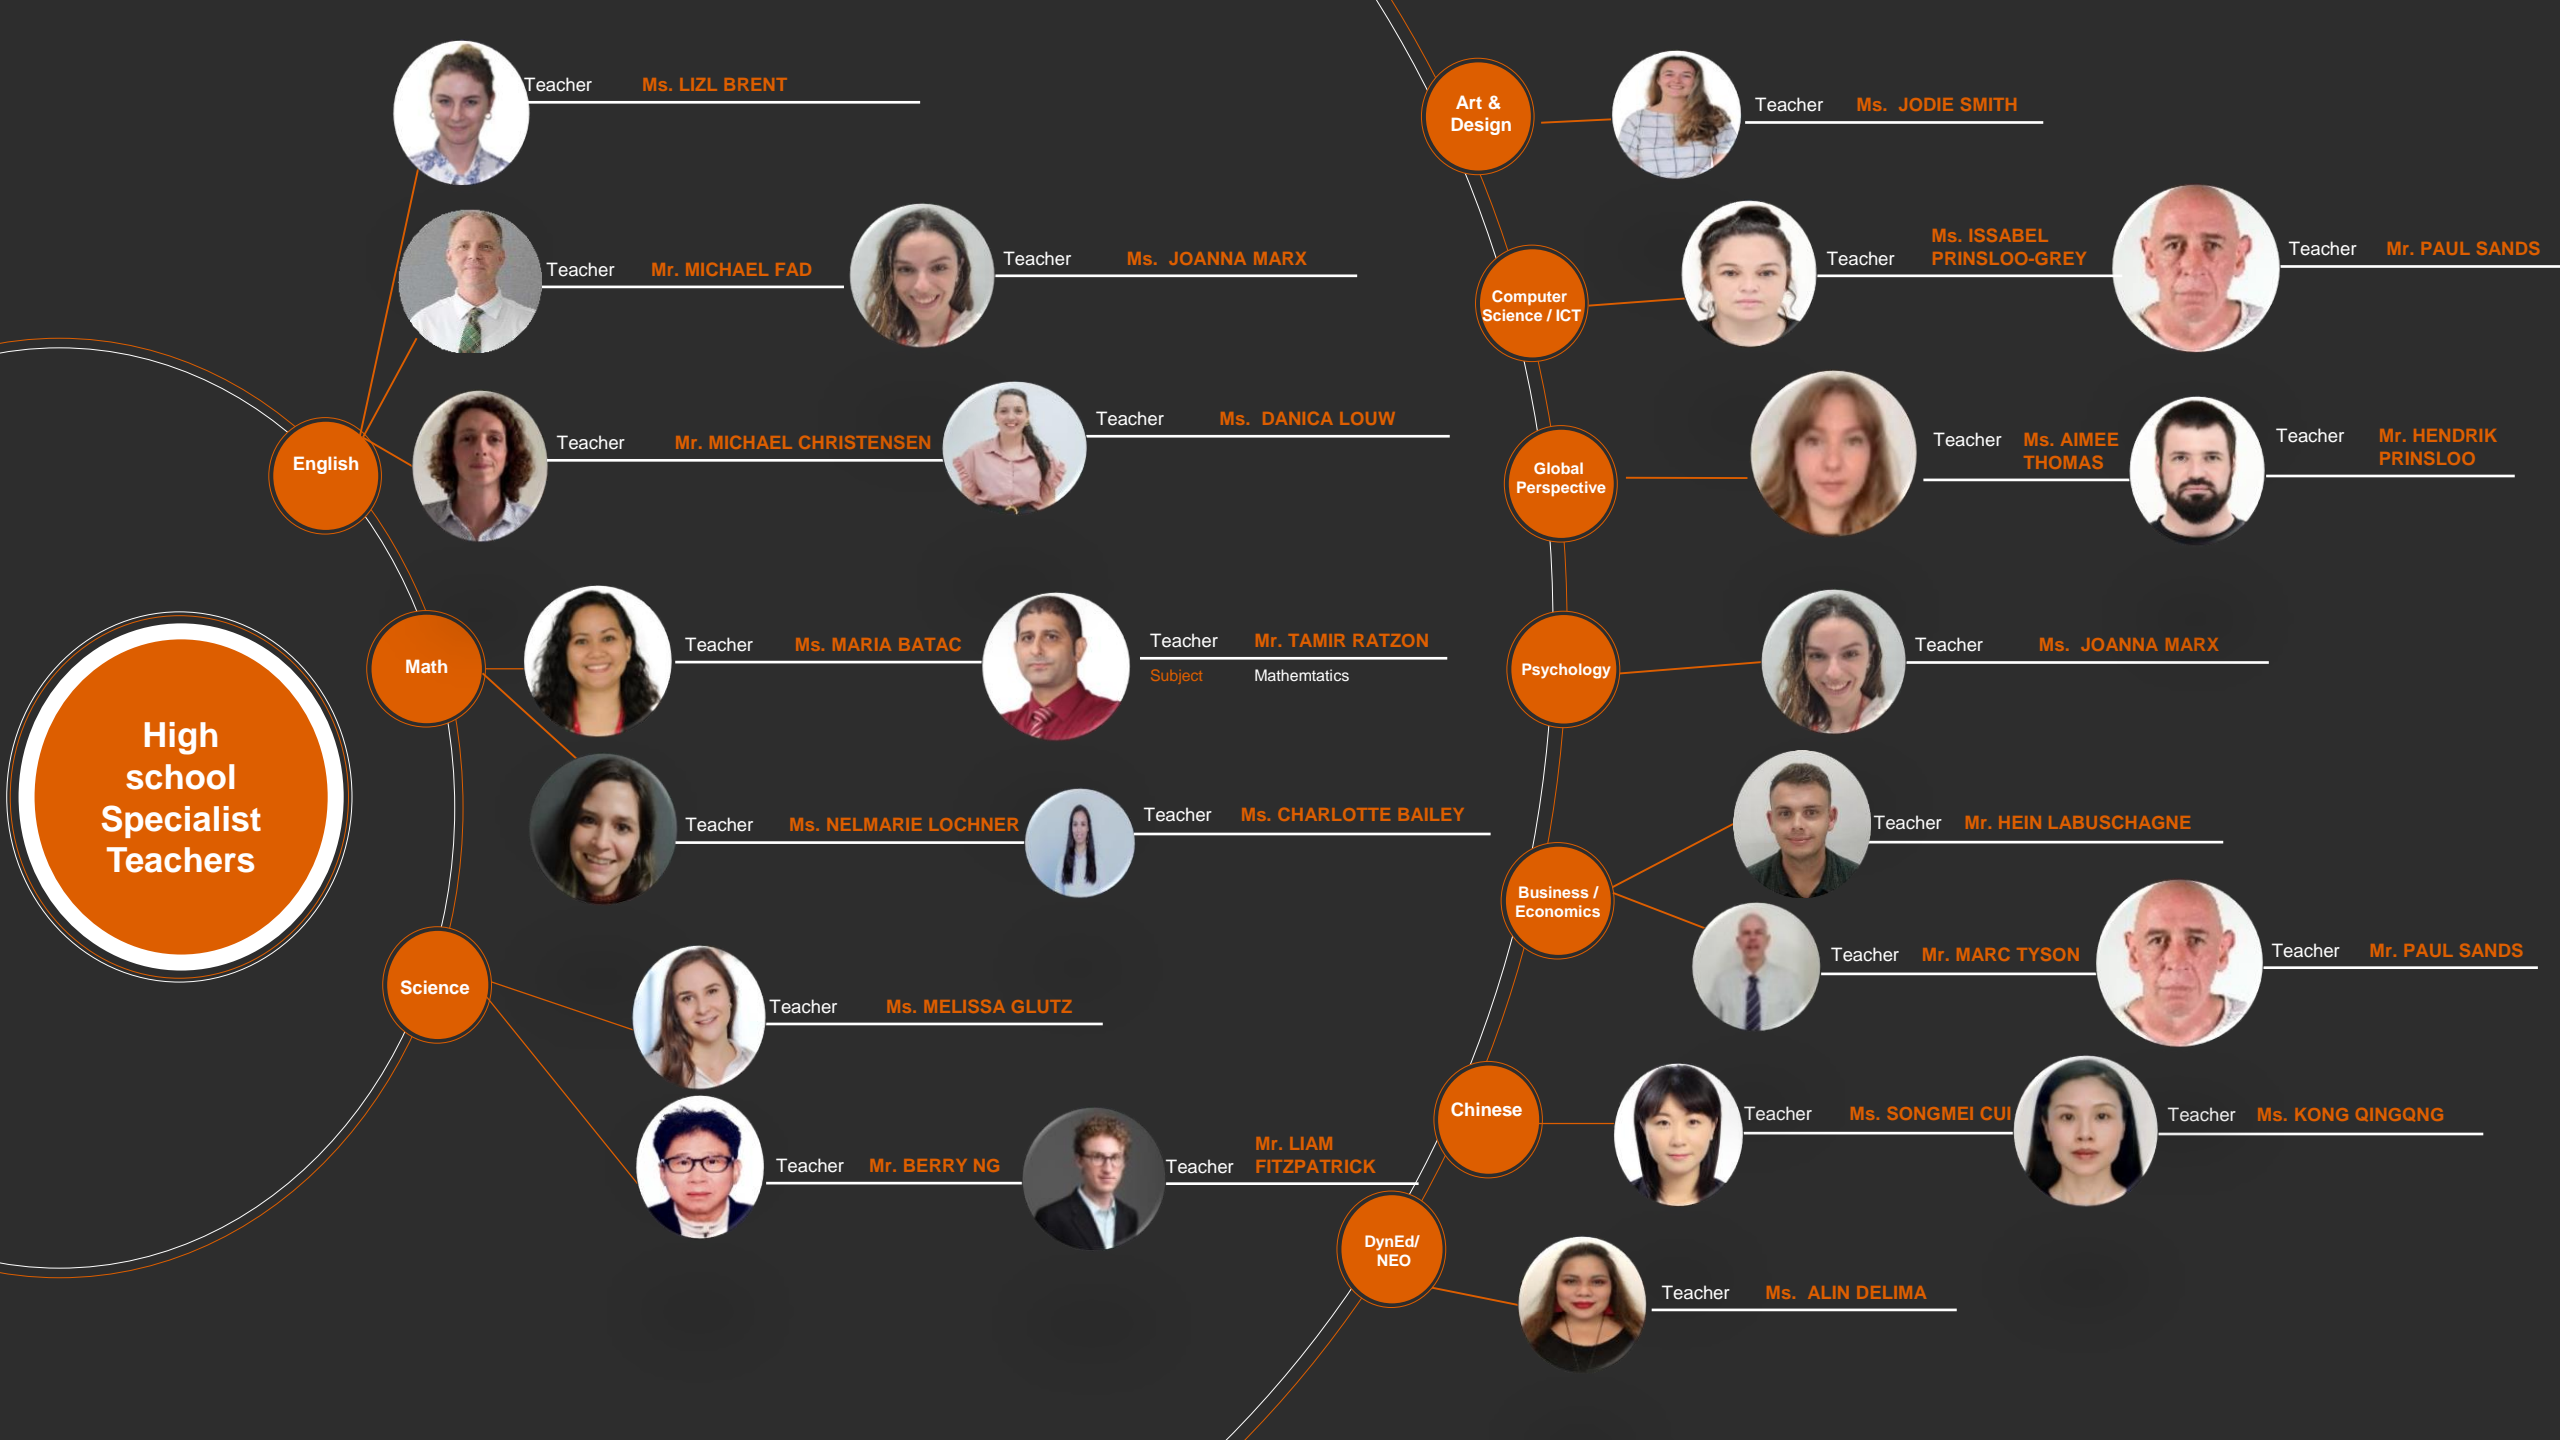 High
school
Specialist
Teachers
English
Teacher Ms. LIZL BRENT
Teacher Mr. MICHAEL FAD
Teacher Ms. JOANNA MARX
Teacher Mr. MICHAEL CHRISTENSEN
Teacher Ms. DANICA LOUW
Math
Teacher Ms. MARIA BATAC
Teacher Mr. TAMIR RATZON
Subject Mathemtatics
Teacher Ms. NELMARIE LOCHNER
Teacher Ms. CHARLOTTE BAILEY
Science
Teacher Ms. MELISSA GLUTZ
Teacher Mr. BERRY NG
Teacher Mr. LIAM
FITZPATRICK
Art &
Design
Teacher Ms. JODIE SMITH
Computer
Science / ICT
Teacher Ms. ISSABEL
PRINSLOO-GREY
Teacher Mr. PAUL SANDS
Global
Perspective
Teacher Ms. AIMEE
THOMAS
Teacher Mr. HENDRIK
PRINSLOO
Psychology
Teacher Ms. JOANNA MARX
Business /
Economics
Teacher Mr. HEIN LABUSCHAGNE
Teacher Mr. MARC TYSON
Teacher Mr. PAUL SANDS
Chinese
Teacher Ms. SONGMEI CUI
Teacher Ms. KONG QINGQNG
DynEd/
NEO
Teacher Ms. ALIN DELIMA